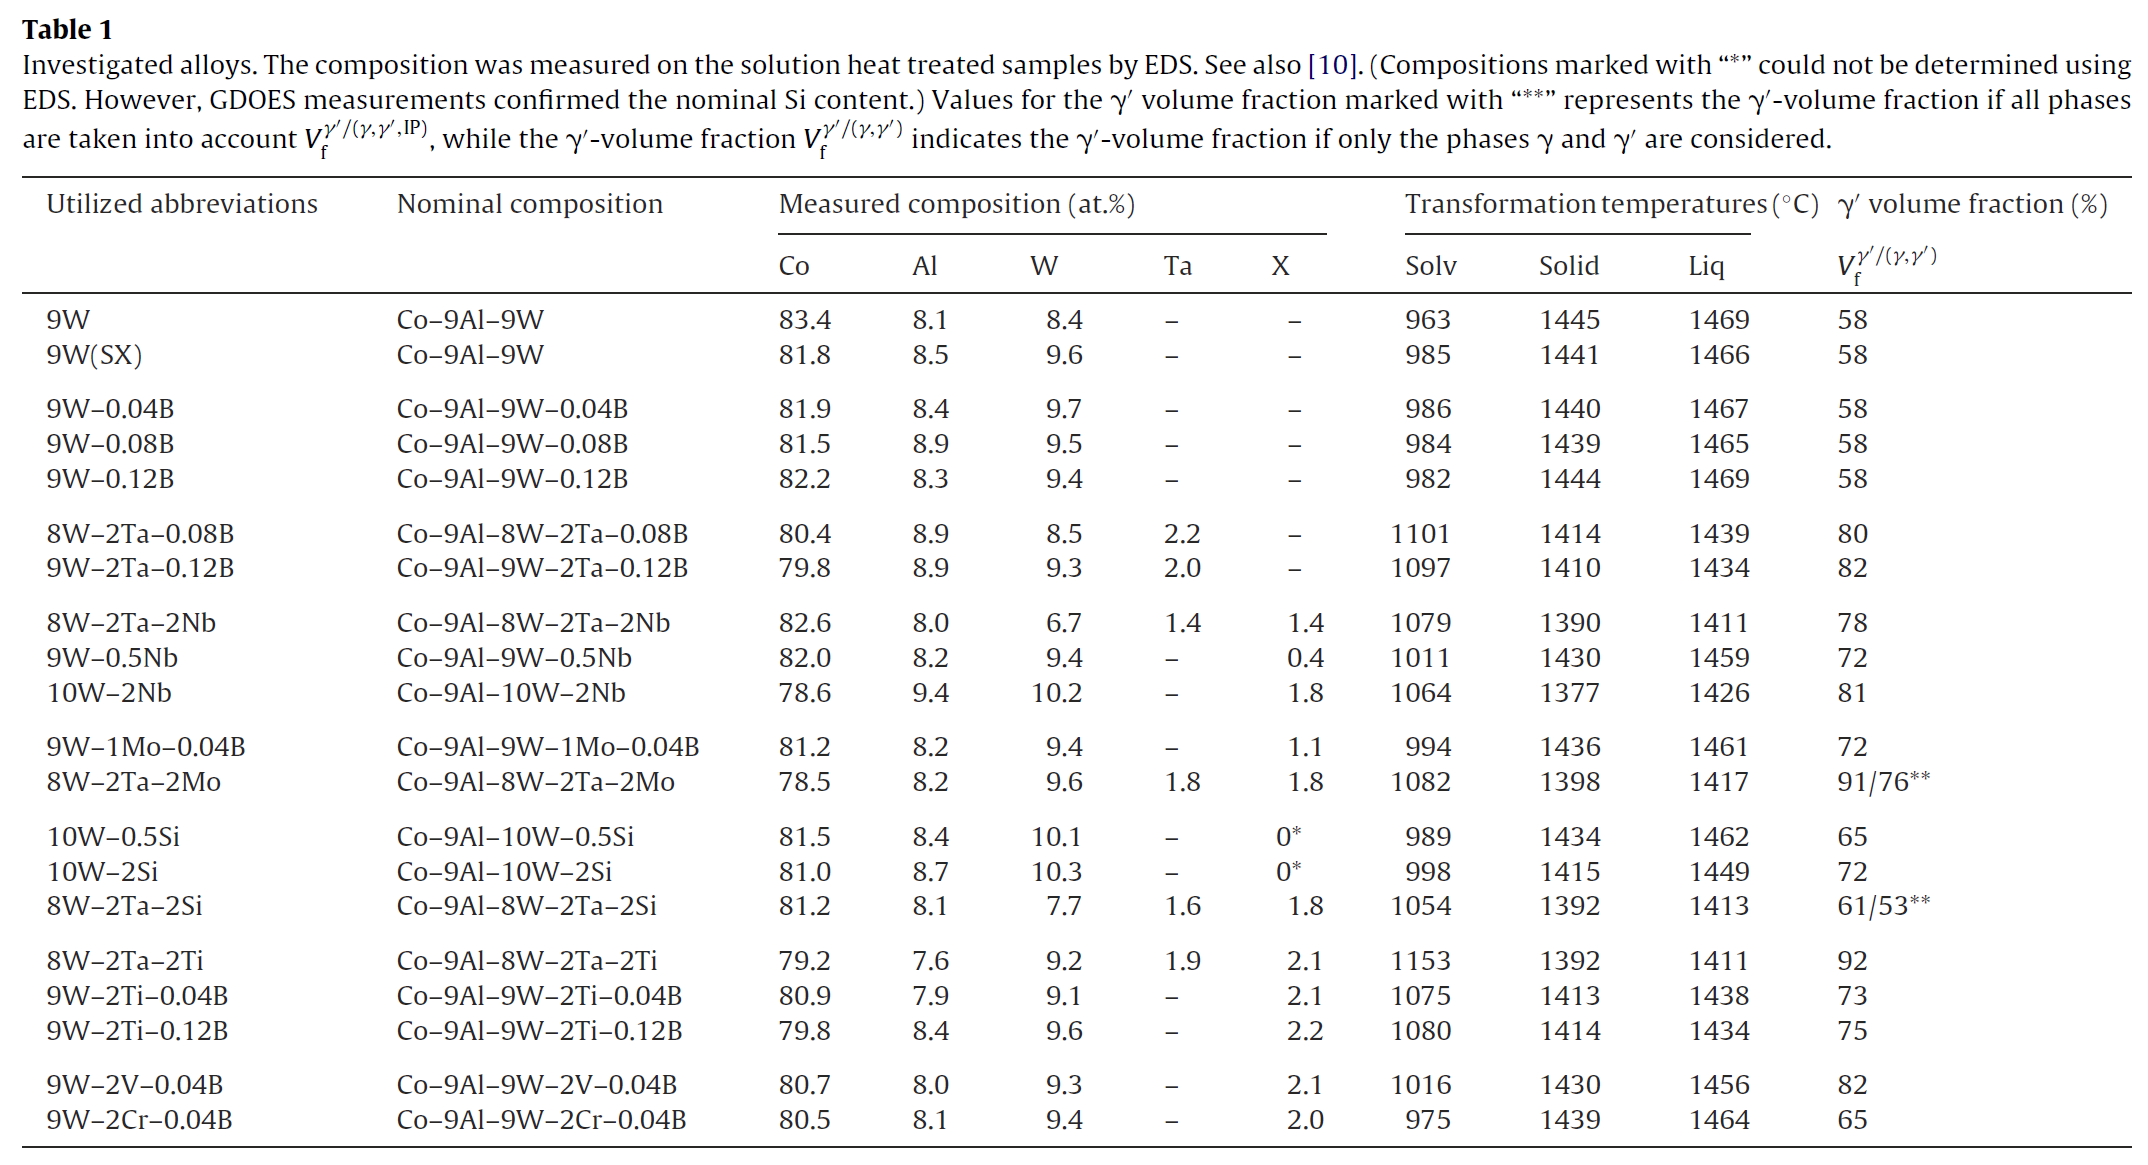 Table 1
Investigated alloys. The composition was measured on the solution heat treated samples by EDS. See also [10]. (Compositions marked with “*” could not be determined using
EDS. However, GDOES measurements confirmed the nominal Si content.) Values for the γ′ volume fraction marked with “**” represents the γ′-volume fraction if all phases
are taken into account V_f^γ′/(γ,γ′,IP), while the γ′-volume fraction V_f^γ′/(γ,γ′) indicates the γ′-volume fraction if only the phases γ and γ′ are considered.
Utilized abbreviations Nominal composition Measured composition (at.%) Transformation temperatures (°C) γ′ volume fraction (%)
Co Al W Ta X Solv Solid Liq V_f^γ′/(γ,γ′)
9W Co–9Al–9W 83.4 8.1 8.4 – – 963 1445 1469 58
9W(SX) Co–9Al–9W 81.8 8.5 9.6 – – 985 1441 1466 58
9W–0.04B Co–9Al–9W–0.04B 81.9 8.4 9.7 – – 986 1440 1467 58
9W–0.08B Co–9Al–9W–0.08B 81.5 8.9 9.5 – – 984 1439 1465 58
9W–0.12B Co–9Al–9W–0.12B 82.2 8.3 9.4 – – 982 1444 1469 58
8W–2Ta–0.08B Co–9Al–8W–2Ta–0.08B 80.4 8.9 8.5 2.2 – 1101 1414 1439 80
9W–2Ta–0.12B Co–9Al–9W–2Ta–0.12B 79.8 8.9 9.3 2.0 – 1097 1410 1434 82
8W–2Ta–2Nb Co–9Al–8W–2Ta–2Nb 82.6 8.0 6.7 1.4 1.4 1079 1390 1411 78
9W–0.5Nb Co–9Al–9W–0.5Nb 82.0 8.2 9.4 – 0.4 1011 1430 1459 72
10W–2Nb Co–9Al–10W–2Nb 78.6 9.4 10.2 – 1.8 1064 1377 1426 81
9W–1Mo–0.04B Co–9Al–9W–1Mo–0.04B 81.2 8.2 9.4 – 1.1 994 1436 1461 72
8W–2Ta–2Mo Co–9Al–8W–2Ta–2Mo 78.5 8.2 9.6 1.8 1.8 1082 1398 1417 91/76**
10W–0.5Si Co–9Al–10W–0.5Si 81.5 8.4 10.1 – 0* 989 1434 1462 65
10W–2Si Co–9Al–10W–2Si 81.0 8.7 10.3 – 0* 998 1415 1449 72
8W–2Ta–2Si Co–9Al–8W–2Ta–2Si 81.2 8.1 7.7 1.6 1.8 1054 1392 1413 61/53**
8W–2Ta–2Ti Co–9Al–8W–2Ta–2Ti 79.2 7.6 9.2 1.9 2.1 1153 1392 1411 92
9W–2Ti–0.04B Co–9Al–9W–2Ti–0.04B 80.9 7.9 9.1 – 2.1 1075 1413 1438 73
9W–2Ti–0.12B Co–9Al–9W–2Ti–0.12B 79.8 8.4 9.6 – 2.2 1080 1414 1434 75
9W–2V–0.04B Co–9Al–9W–2V–0.04B 80.7 8.0 9.3 – 2.1 1016 1430 1456 82
9W–2Cr–0.04B Co–9Al–9W–2Cr–0.04B 80.5 8.1 9.4 – 2.0 975 1439 1464 65